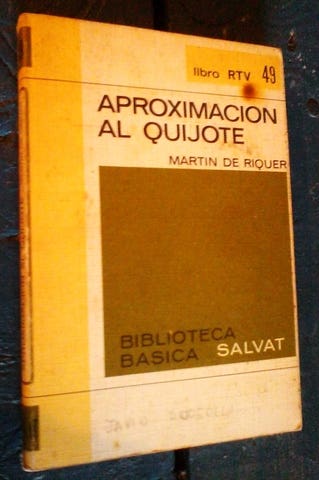 libro RTV 49
APROXIMACION
AL QUIJOTE
MARTIN DE RIQUER
BIBLIOTECA
BASICA SALVAT